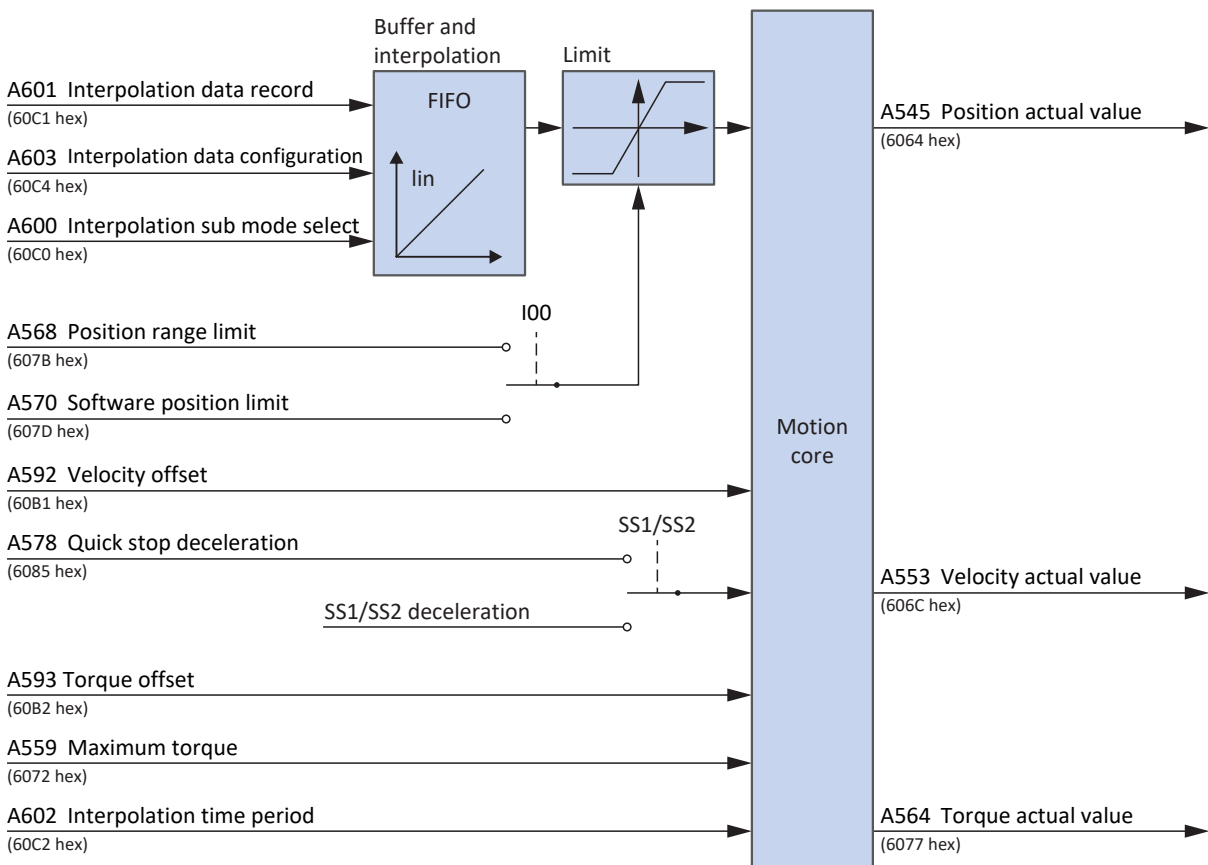 Buffer and
interpolation
Limit
A601 Interpolation data record
(60C1 hex)
FIFO
A545 Position actual value
(6064 hex)
A603 Interpolation data configuration
(60C4 hex)
lin
A600 Interpolation sub mode select
(60C0 hex)
I00
A568 Position range limit
(607B hex)
A570 Software position limit
(607D hex)
Motion
core
A592 Velocity offset
(60B1 hex)
SS1/SS2
A578 Quick stop deceleration
(6085 hex)
A553 Velocity actual value
(606C hex)
SS1/SS2 deceleration
A593 Torque offset
(60B2 hex)
A559 Maximum torque
(6072 hex)
A602 Interpolation time period
(60C2 hex)
A564 Torque actual value
(6077 hex)